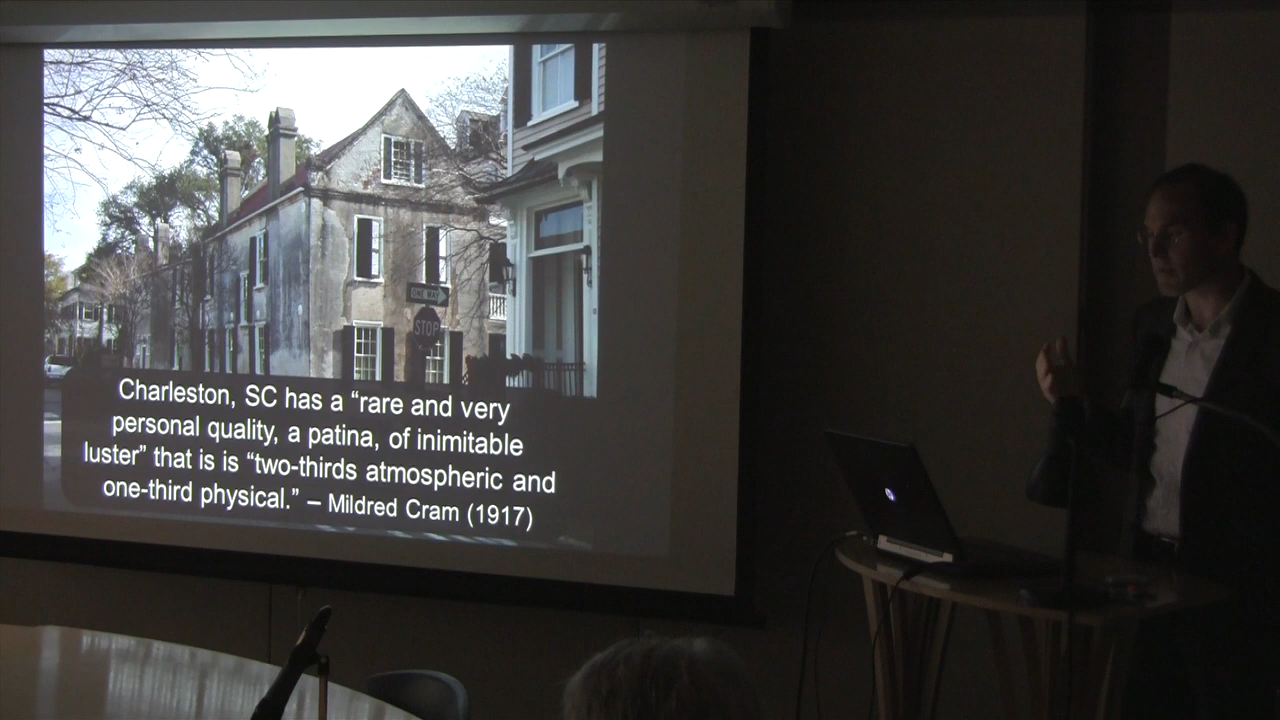 ONE WAY
STOP
Charleston, SC has a “rare and very
personal quality, a patina, of inimitable
luster” that is is “two-thirds atmospheric and
one-third physical.” – Mildred Cram (1917)